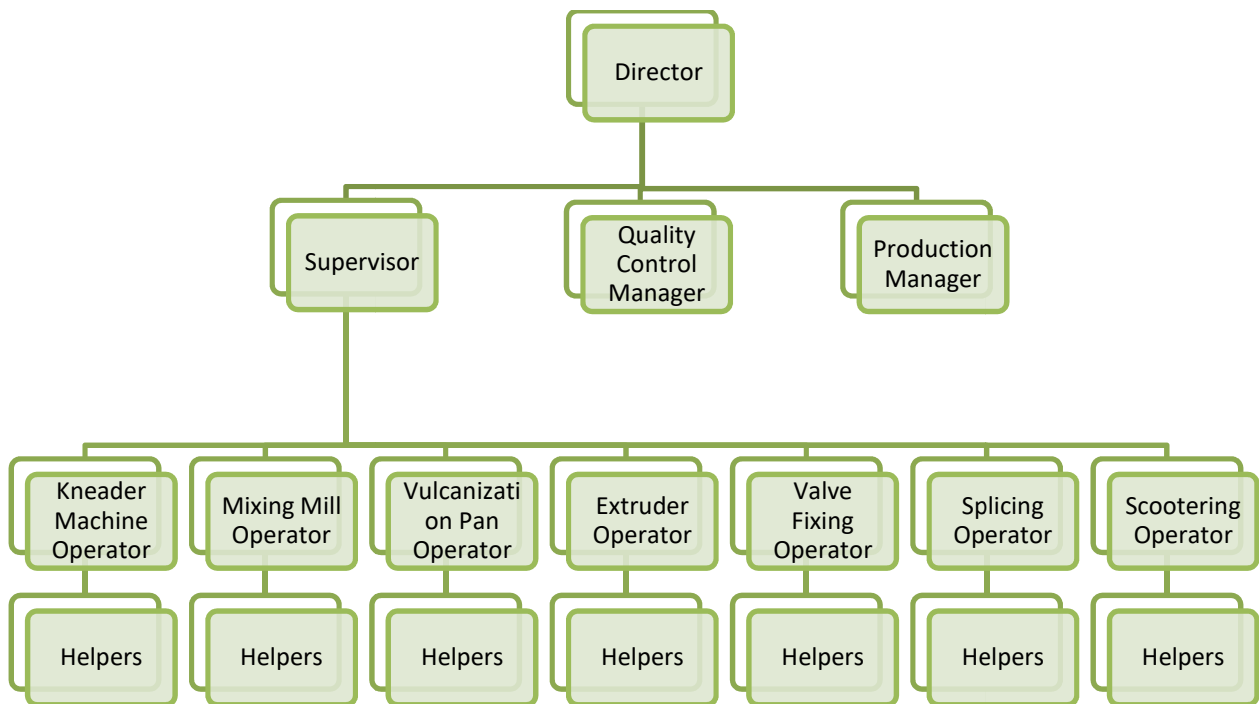 Director
Supervisor
Quality
Control
Manager
Production
Manager
Kneader
Machine
Operator
Mixing Mill
Operator
Vulcanizati
on Pan
Operator
Extruder
Operator
Valve
Fixing
Operator
Splicing
Operator
Scootering
Operator
Helpers
Helpers
Helpers
Helpers
Helpers
Helpers
Helpers